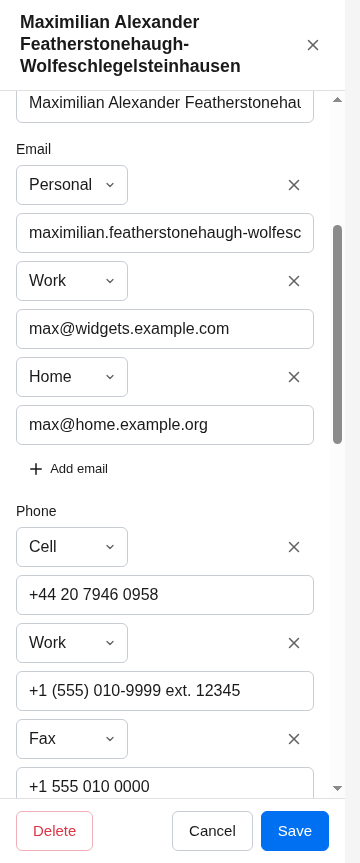 Maximilian Alexander
Featherstonehaugh-
Wolfeschlegelsteinhausen
Maximilian Alexander Featherstonehau
Email
Personal
maximilian.featherstonehaugh-wolfesc
Work
max@widgets.example.com
Home
max@home.example.org
Add email
Phone
Cell
+44 20 7946 0958
Work
+1 (555) 010-9999 ext. 12345
Fax
+1 555 010 0000
Delete
Cancel
Save